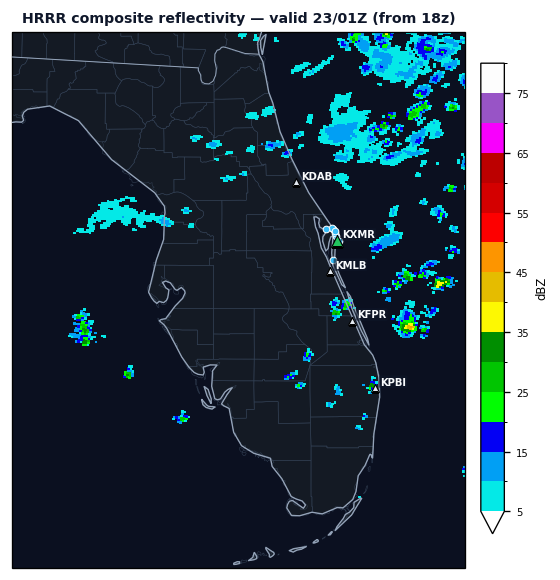 HRRR composite reflectivity — valid 23/01Z (from 18z)
75
65
55
45
35
25
15
5
dBZ
KDAB
KXMR
KMLB
KFPR
KPBI